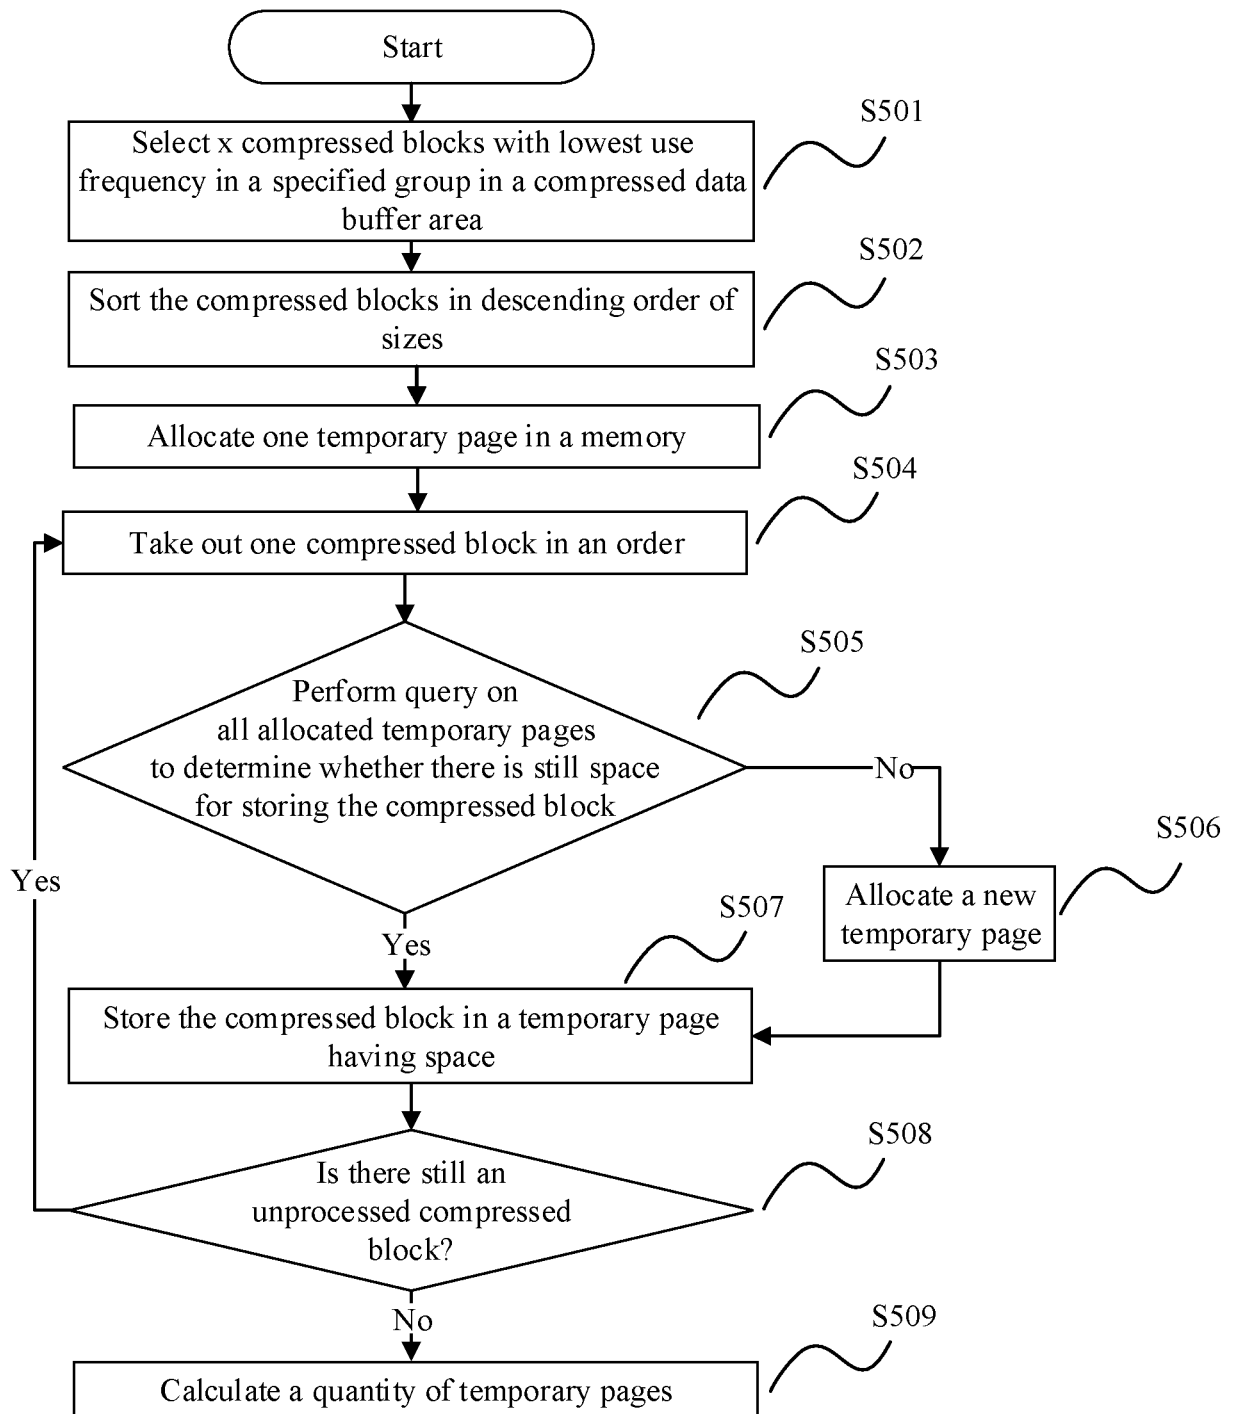 Start
S501
Select x compressed blocks with lowest use
frequency in a specified group in a compressed data
buffer area
S502
Sort the compressed blocks in descending order of
sizes
S503
Allocate one temporary page in a memory
S504
Take out one compressed block in an order
S505
Perform query on
all allocated temporary pages
to determine whether there is still space
for storing the compressed block
No
S506
Allocate a new
temporary page
Yes
Yes
S507
Store the compressed block in a temporary page
having space
S508
Is there still an
unprocessed compressed
block?
No
S509
Calculate a quantity of temporary pages